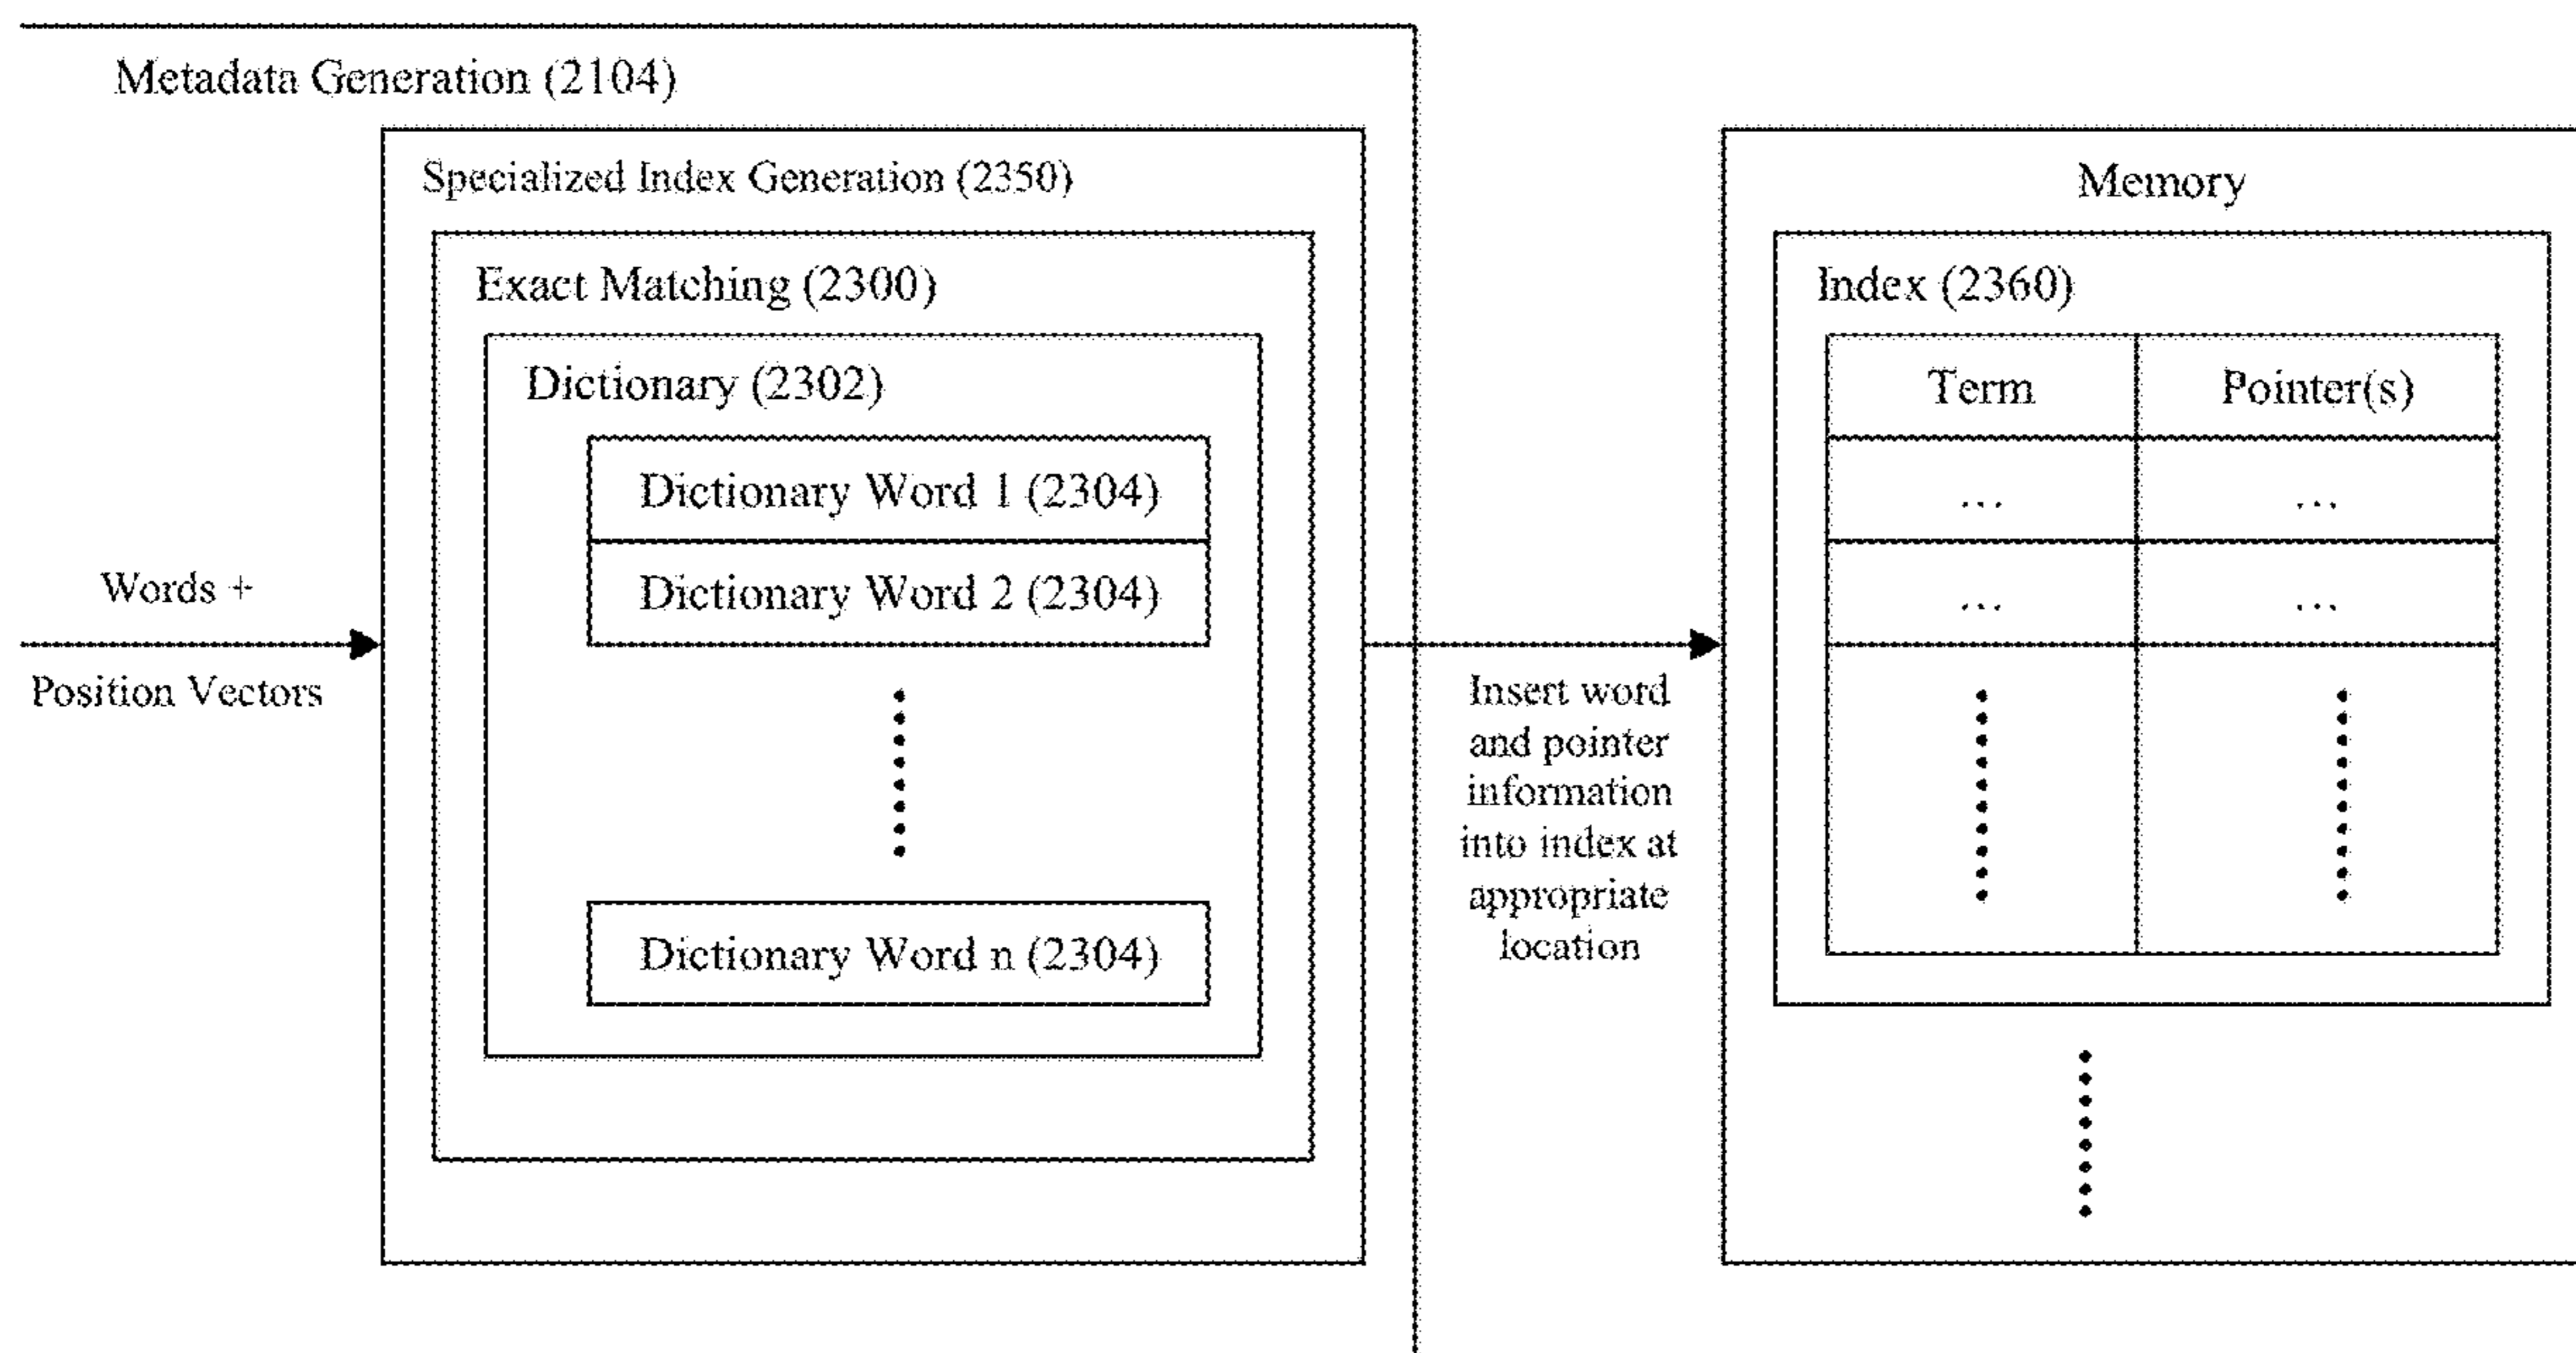 Metadata Generation (2104)
Specialized Index Generation (2350)
Exact Matching (2300)
Dictionary (2302)
Dictionary Word 1 (2304)
Dictionary Word 2 (2304)
Dictionary Word n (2304)
Words +
Position Vectors
Insert word
and pointer
information
into index at
appropriate
location
Memory
Index (2360)
Term Pointer(s)
... ...
... ...